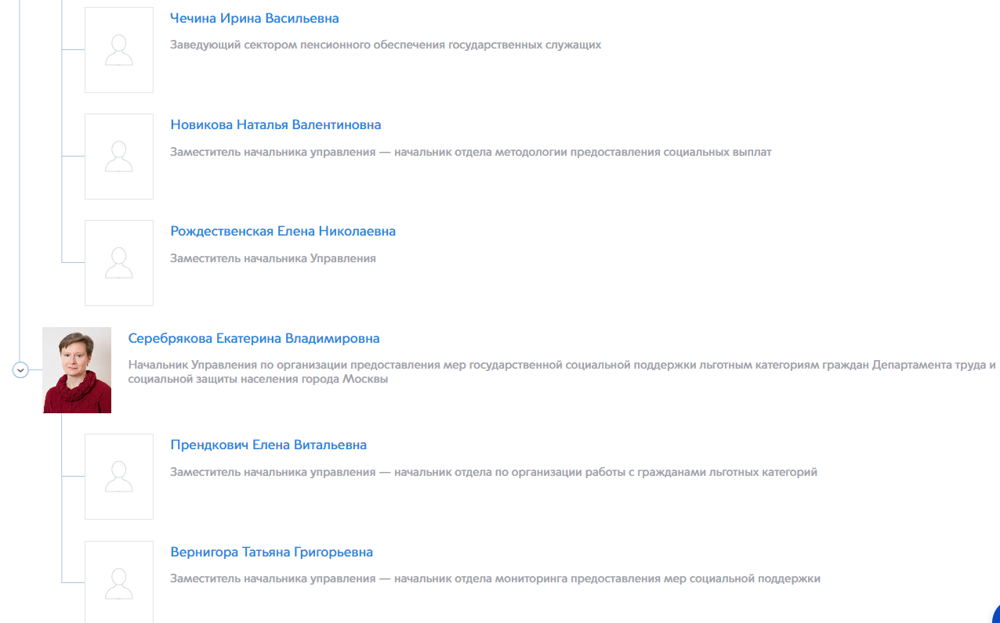 Чечина Ирина Васильевна
Заведующий сектором пенсионного обеспечения государственных служащих
Новикова Наталья Валентиновна
Заместитель начальника управления — начальник отдела методологии предоставления социальных выплат
Рождественская Елена Николаевна
Заместитель начальника Управления
Серебрякова Екатерина Владимировна
Начальник Управления по организации предоставления мер государственной социальной поддержки льготным категориям граждан Департамента труда и
социальной защиты населения города Москвы
Прендкович Елена Витальевна
Заместитель начальника управления — начальник отдела по организации работы с гражданами льготных категорий
Вернигора Татьяна Григорьевна
Заместитель начальника управления — начальник отдела мониторинга предоставления мер социальной поддержки